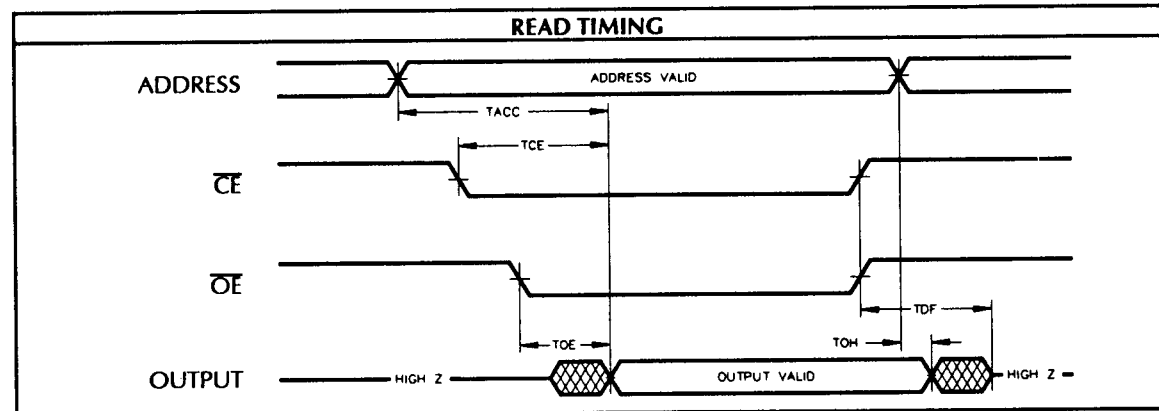 READ TIMING
ADDRESS
ADDRESS VALID
TACC
TCE
CE
OE
TDF
TOE
TOH
OUTPUT
HIGH Z
OUTPUT VALID
HIGH Z